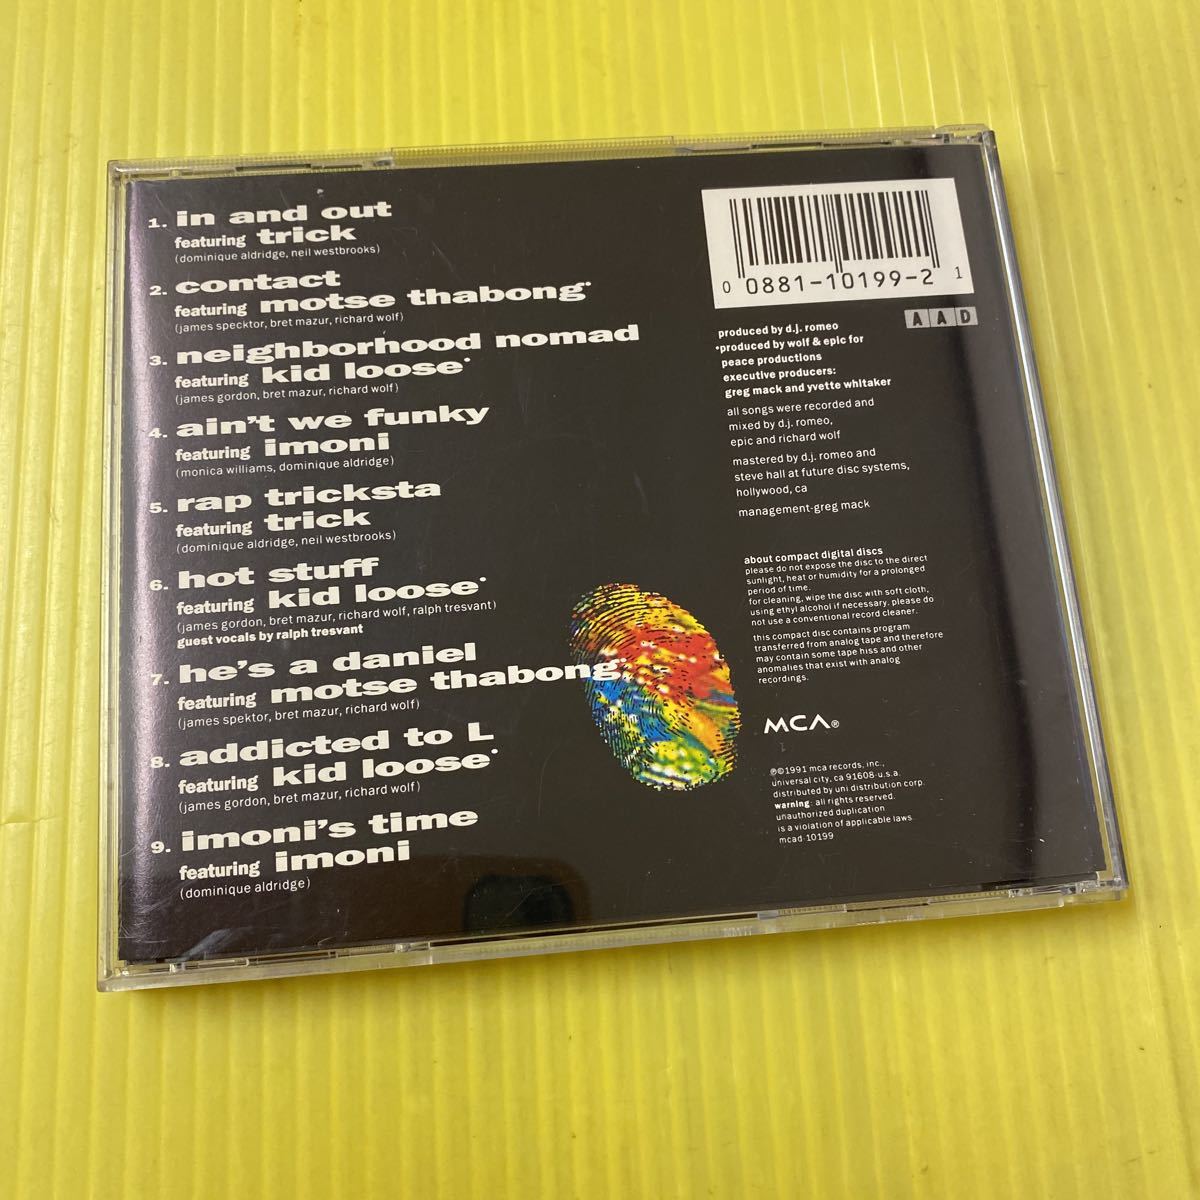 1. in and out
featuring trick
(dominique aldridge, neil westbrooks)
2. contact
featuring motse thabong•
(james specktor, bret mazur, richard wolf)
3. neighborhood nomad
featuring kid loose•
(james gordon, bret mazur, richard wolf)
4. ain't we funky
featuring imoni
(monica williams, dominique aldridge)
5. rap tricksta
featuring trick
(dominique aldridge, neil westbrooks)
6. hot stuff
featuring kid loose•
(james gordon, bret mazur, richard wolf, ralph tresvant)
guest vocals by ralph tresvant
7. he's a daniel
featuring motse thabong•
(james spektor, bret mazur, richard wolf)
8. addicted to L
featuring kid loose•
(james gordon, bret mazur, richard wolf)
9. imoni's time
featuring imoni
(dominique aldridge)
0 0881-10199-2 1
AAD
produced by d.j. romeo
•produced by wolf & epic for
peace productions
executive producers:
greg mack and yvette whitaker
all songs were recorded and
mixed by d.j. romeo,
epic and richard wolf
mastered by d.j. romeo and
steve hall at future disc systems,
hollywood, ca
management-greg mack
about compact digital discs
please do not expose the disc to the direct
sunlight, heat or humidity for a prolonged
period of time.
for cleaning, wipe the disc with soft cloth,
using ethyl alcohol if necessary. please do
not use a conventional record cleaner.
this compact disc contains program
transferred from analog tape and therefore
may contain some tape hiss and other
anomalies that exist with analog
recordings.
MCA®
℗©1991 mca records, inc.,
universal city, ca 91608-u.s.a.
distributed by uni distribution corp.
warning: all rights reserved.
unauthorized duplication
is a violation of applicable laws.
mcad-10199